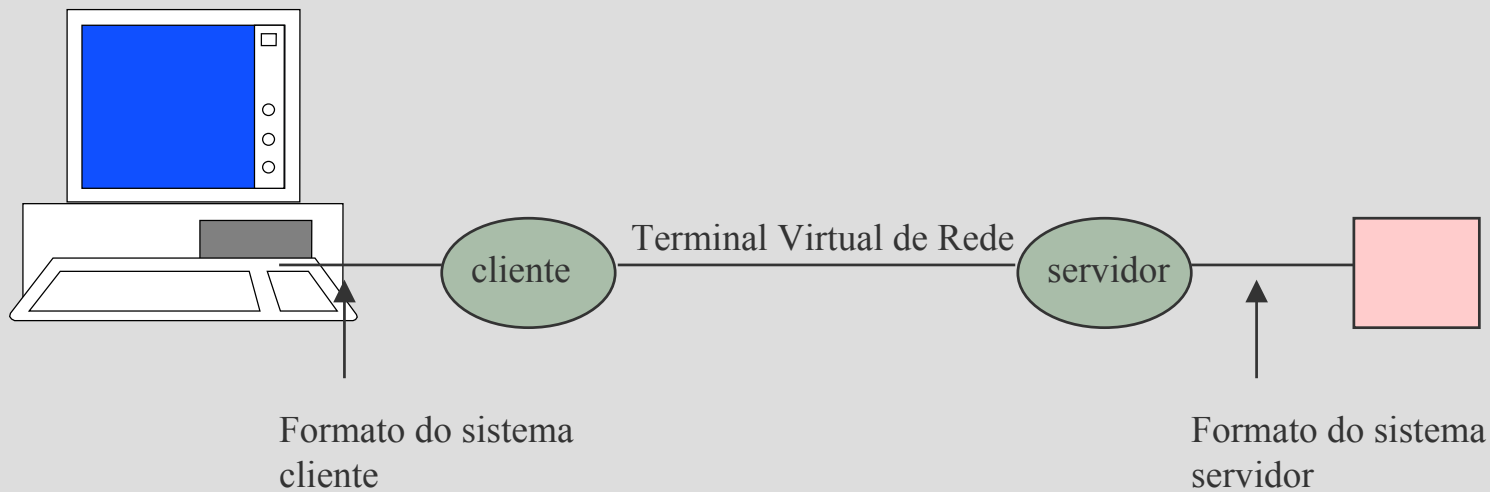 Terminal Virtual de Rede
cliente
servidor
Formato do sistema
cliente
Formato do sistema
servidor